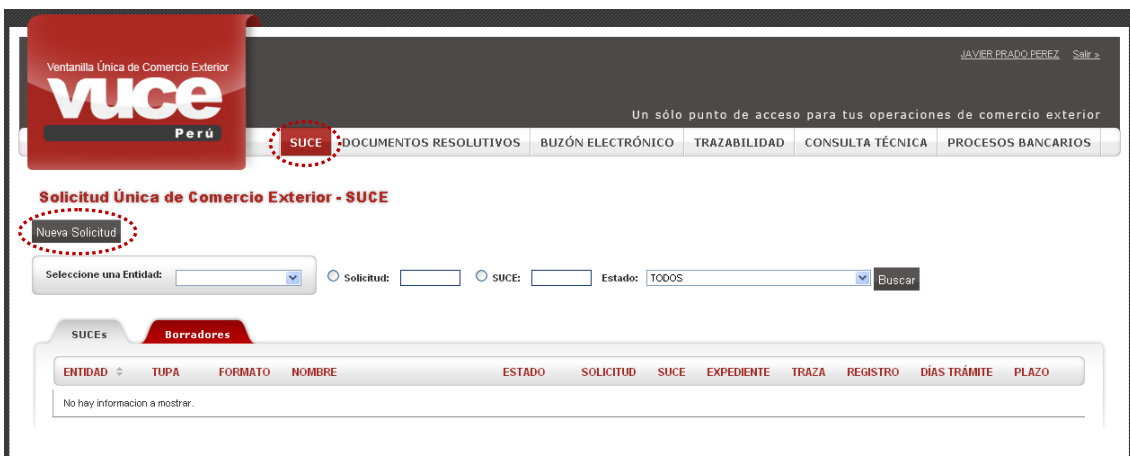 JAVIER PRADO PEREZ Salir »
Ventanilla Única de Comercio Exterior
vuce
Perú
Un sólo punto de acceso para tus operaciones de comercio exterior
SUCE DOCUMENTOS RESOLUTIVOS BUZÓN ELECTRÓNICO TRAZABILIDAD CONSULTA TÉCNICA PROCESOS BANCARIOS
Solicitud Única de Comercio Exterior - SUCE
Nueva Solicitud
Seleccione una Entidad: Solicitud: SUCE: Estado: TODOS Buscar
SUCEs Borradores
ENTIDAD TUPA FORMATO NOMBRE ESTADO SOLICITUD SUCE EXPEDIENTE TRAZA REGISTRO DÍAS TRÁMITE PLAZO
No hay informacion a mostrar.